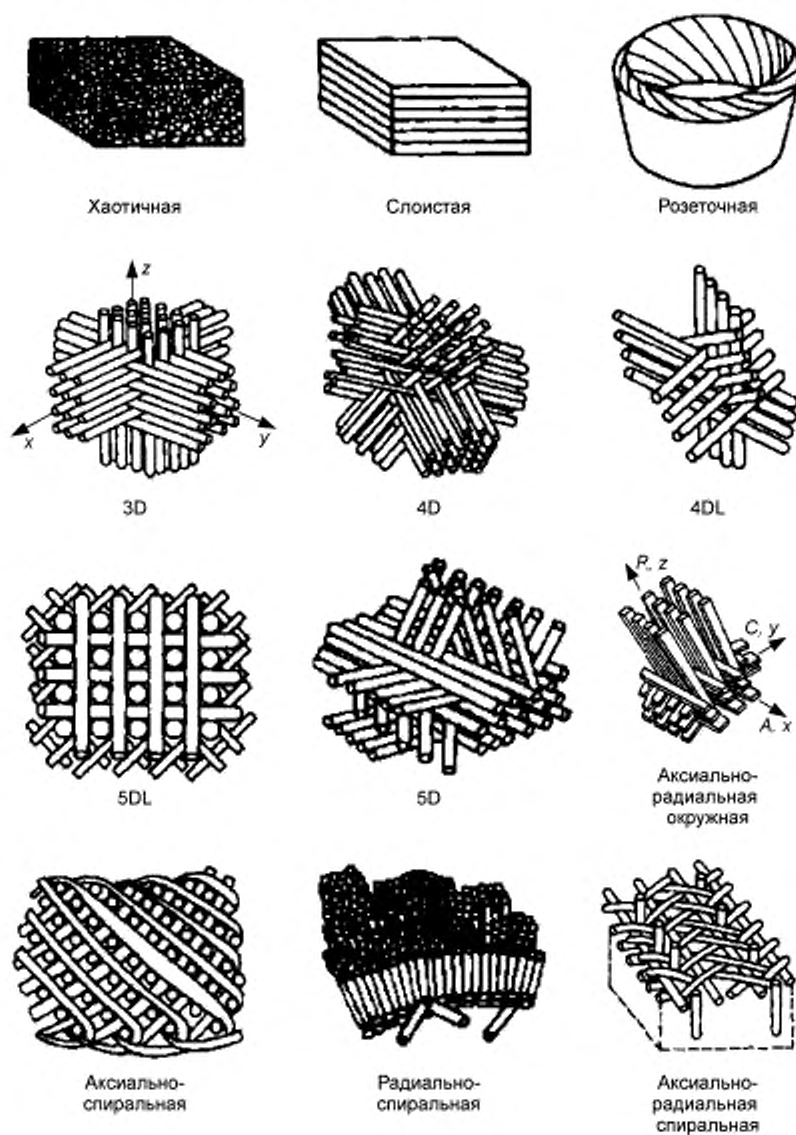 Хаотичная
Слоистая
Розеточная
z
x
y
3D
4D
4DL
R, z
C, y
A, x
5DL
5D
Аксиально-
радиальная
окружная
Аксиально-
спиральная
Радиально-
спиральная
Аксиально-
радиальная
спиральная